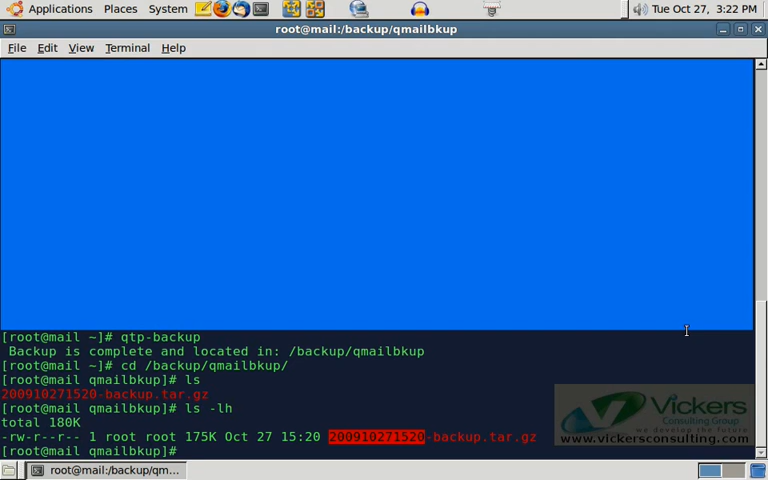 Applications Places System Tue Oct 27, 3:22 PM
root@mail:/backup/qmailbkup
File Edit View Terminal Help
[root@mail ~]# qtp-backup
Backup is complete and located in: /backup/qmailbkup
[root@mail ~]# cd /backup/qmailbkup/
[root@mail qmailbkup]# ls
200910271520-backup.tar.gz
[root@mail qmailbkup]# ls -lh
total 180K
-rw-r--r-- 1 root root 175K Oct 27 15:20 200910271520-backup.tar.gz
[root@mail qmailbkup]#
Vickers
Consulting Group
we develop the future
www.vickersconsulting.com
root@mail:/backup/qm...